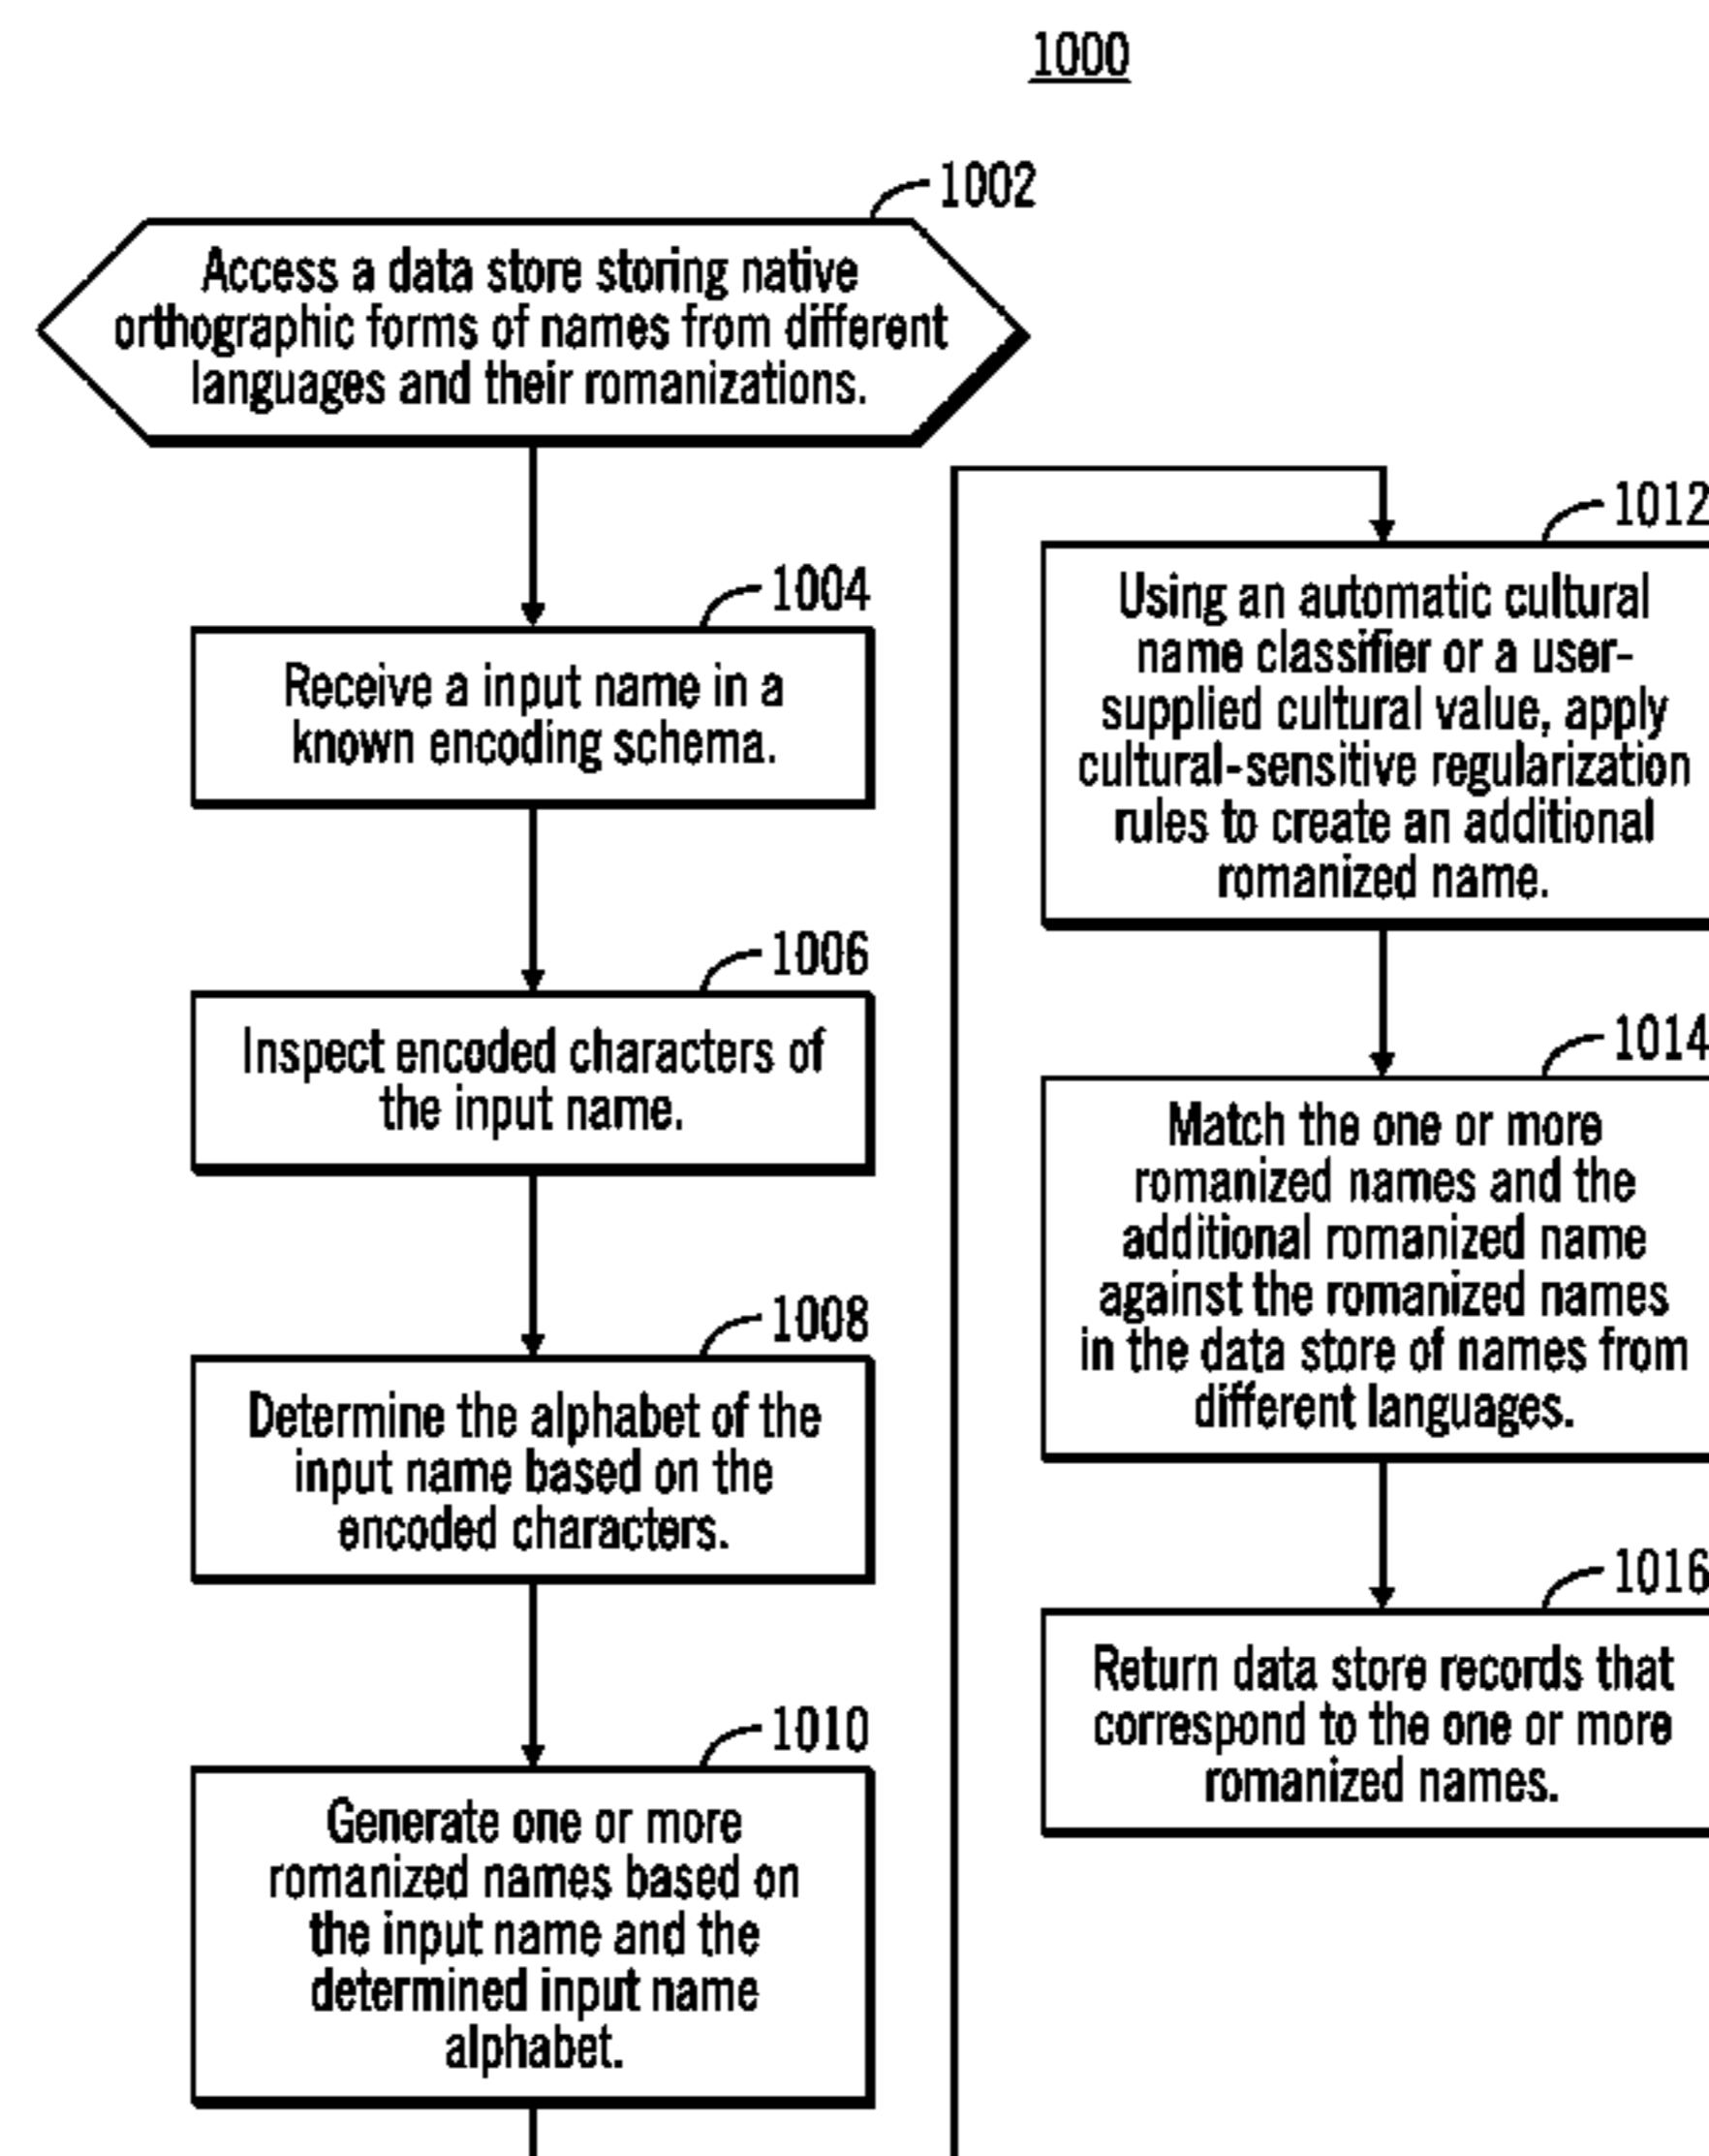 1000
1002
Access a data store storing native
orthographic forms of names from different
languages and their romanizations.
1004
Receive a input name in a
known encoding schema.
1006
Inspect encoded characters of
the input name.
1008
Determine the alphabet of the
input name based on the
encoded characters.
1010
Generate one or more
romanized names based on
the input name and the
determined input name
alphabet.
1012
Using an automatic cultural
name classifier or a user-
supplied cultural value, apply
cultural-sensitive regularization
rules to create an additional
romanized name.
1014
Match the one or more
romanized names and the
additional romanized name
against the romanized names
in the data store of names from
different languages.
1016
Return data store records that
correspond to the one or more
romanized names.